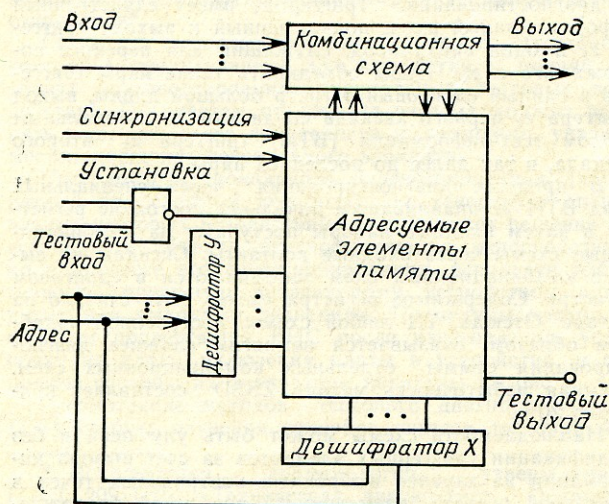 Вход
Комбинационная
схема
Выход
Синхронизация
Установка
Тестовый
вход
Адрес
Дешифратор У
Адресуемые
элементы
памяти
Тестовый
выход
Дешифратор X